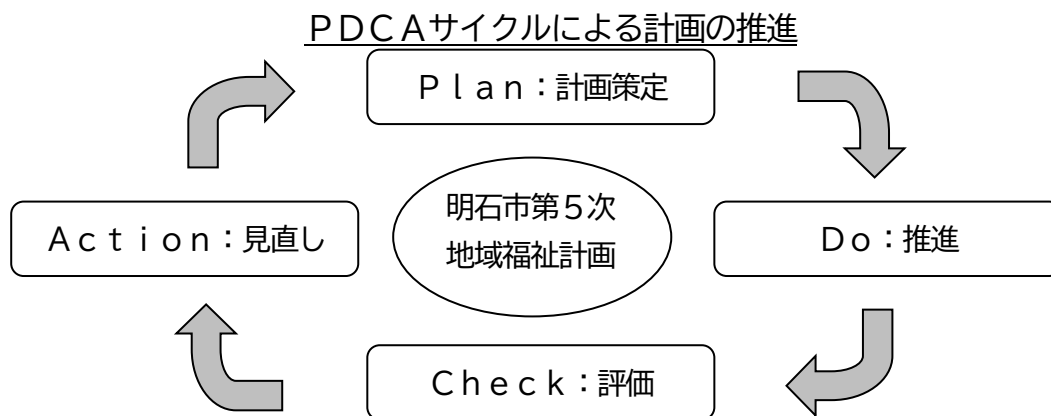 ＰＤＣＡサイクルによる計画の推進
Ｐｌａｎ：計画策定
明石市第５次
地域福祉計画
Ａｃｔｉｏｎ：見直し
Ｄｏ：推進
Ｃｈｅｃｋ：評価